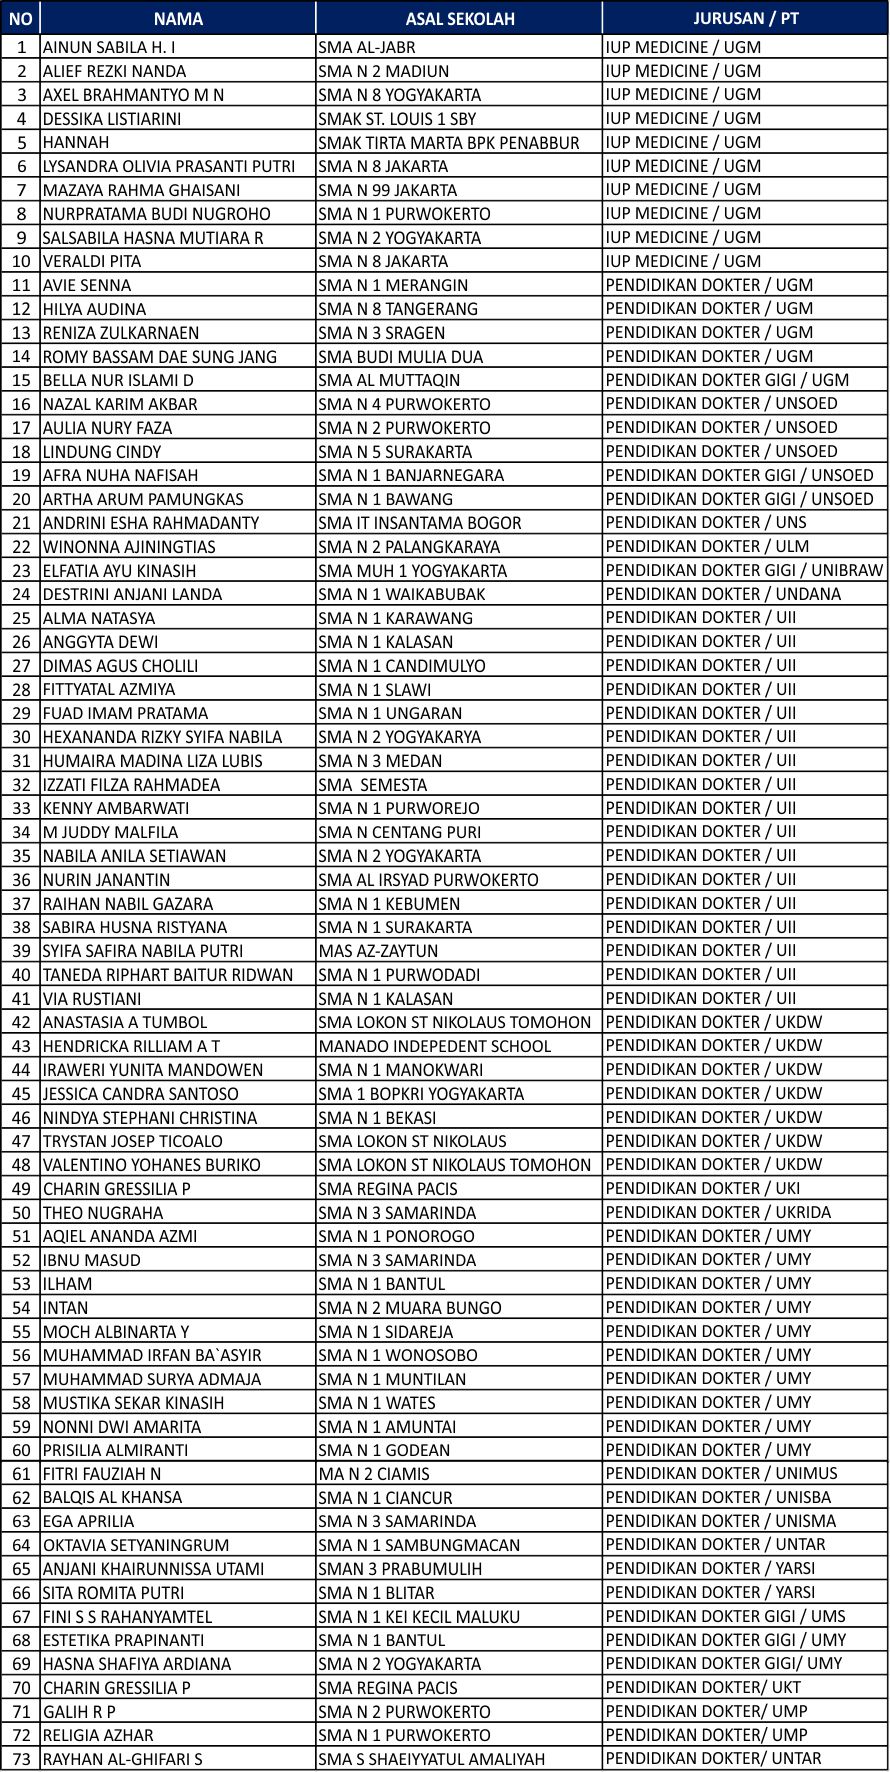 NO NAMA ASAL SEKOLAH JURUSAN / PT
1 AINUN SABILA H. I SMA AL-JABR IUP MEDICINE / UGM
2 ALIEF REZKI NANDA SMA N 2 MADIUN IUP MEDICINE / UGM
3 AXEL BRAHMANTYO M N SMA N 8 YOGYAKARTA IUP MEDICINE / UGM
4 DESSIKA LISTIARINI SMAK ST. LOUIS 1 SBY IUP MEDICINE / UGM
5 HANNAH SMAK TIRTA MARTA BPK PENABBUR IUP MEDICINE / UGM
6 LYSANDRA OLIVIA PRASANTI PUTRI SMA N 8 JAKARTA IUP MEDICINE / UGM
7 MAZAYA RAHMA GHAISANI SMA N 99 JAKARTA IUP MEDICINE / UGM
8 NURPRATAMA BUDI NUGROHO SMA N 1 PURWOKERTO IUP MEDICINE / UGM
9 SALSABILA HASNA MUTIARA R SMA N 2 YOGYAKARTA IUP MEDICINE / UGM
10 VERALDI PITA SMA N 8 JAKARTA IUP MEDICINE / UGM
11 AVIE SENNA SMA N 1 MERANGIN PENDIDIKAN DOKTER / UGM
12 HILYA AUDINA SMA N 8 TANGERANG PENDIDIKAN DOKTER / UGM
13 RENIZA ZULKARNAEN SMA N 3 SRAGEN PENDIDIKAN DOKTER / UGM
14 ROMY BASSAM DAE SUNG JANG SMA BUDI MULIA DUA PENDIDIKAN DOKTER / UGM
15 BELLA NUR ISLAMI D SMA AL MUTTAQIN PENDIDIKAN DOKTER GIGI / UGM
16 NAZAL KARIM AKBAR SMA N 4 PURWOKERTO PENDIDIKAN DOKTER / UNSOED
17 AULIA NURY FAZA SMA N 2 PURWOKERTO PENDIDIKAN DOKTER / UNSOED
18 LINDUNG CINDY SMA N 5 SURAKARTA PENDIDIKAN DOKTER / UNSOED
19 AFRA NUHA NAFISAH SMA N 1 BANJARNEGARA PENDIDIKAN DOKTER GIGI / UNSOED
20 ARTHA ARUM PAMUNGKAS SMA N 1 BAWANG PENDIDIKAN DOKTER GIGI / UNSOED
21 ANDRINI ESHA RAHMADANTY SMA IT INSANTAMA BOGOR PENDIDIKAN DOKTER / UNS
22 WINONNA AJININGTIAS SMA N 2 PALANGKARAYA PENDIDIKAN DOKTER / ULM
23 ELFATIA AYU KINASIH SMA MUH 1 YOGYAKARTA PENDIDIKAN DOKTER GIGI / UNIBRAW
24 DESTRINI ANJANI LANDA SMA N 1 WAIKABUBAK PENDIDIKAN DOKTER / UNDANA
25 ALMA NATASYA SMA N 1 KARAWANG PENDIDIKAN DOKTER / UII
26 ANGGYTA DEWI SMA N 1 KALASAN PENDIDIKAN DOKTER / UII
27 DIMAS AGUS CHOLILI SMA N 1 CANDIMULYO PENDIDIKAN DOKTER / UII
28 FITTYATAL AZMIYA SMA N 1 SLAWI PENDIDIKAN DOKTER / UII
29 FUAD IMAM PRATAMA SMA N 1 UNGARAN PENDIDIKAN DOKTER / UII
30 HEXANANDA RIZKY SYIFA NABILA SMA N 2 YOGYAKARYA PENDIDIKAN DOKTER / UII
31 HUMAIRA MADINA LIZA LUBIS SMA N 3 MEDAN PENDIDIKAN DOKTER / UII
32 IZZATI FILZA RAHMADEA SMA SEMESTA PENDIDIKAN DOKTER / UII
33 KENNY AMBARWATI SMA N 1 PURWOREJO PENDIDIKAN DOKTER / UII
34 M JUDDY MALFILA SMA N CENTANG PURI PENDIDIKAN DOKTER / UII
35 NABILA ANILA SETIAWAN SMA N 2 YOGYAKARTA PENDIDIKAN DOKTER / UII
36 NURIN JANANTIN SMA AL IRSYAD PURWOKERTO PENDIDIKAN DOKTER / UII
37 RAIHAN NABIL GAZARA SMA N 1 KEBUMEN PENDIDIKAN DOKTER / UII
38 SABIRA HUSNA RISTYANA SMA N 1 SURAKARTA PENDIDIKAN DOKTER / UII
39 SYIFA SAFIRA NABILA PUTRI MAS AZ-ZAYTUN PENDIDIKAN DOKTER / UII
40 TANEDA RIPHART BAITUR RIDWAN SMA N 1 PURWODADI PENDIDIKAN DOKTER / UII
41 VIA RUSTIANI SMA N 1 KALASAN PENDIDIKAN DOKTER / UII
42 ANASTASIA A TUMBOL SMA LOKON ST NIKOLAUS TOMOHON PENDIDIKAN DOKTER / UKDW
43 HENDRICKA RILLIAM A T MANADO INDEPEDENT SCHOOL PENDIDIKAN DOKTER / UKDW
44 IRAWERI YUNITA MANDOWEN SMA N 1 MANOKWARI PENDIDIKAN DOKTER / UKDW
45 JESSICA CANDRA SANTOSO SMA 1 BOPKRI YOGYAKARTA PENDIDIKAN DOKTER / UKDW
46 NINDYA STEPHANI CHRISTINA SMA N 1 BEKASI PENDIDIKAN DOKTER / UKDW
47 TRYSTAN JOSEP TICOALO SMA LOKON ST NIKOLAUS PENDIDIKAN DOKTER / UKDW
48 VALENTINO YOHANES BURIKO SMA LOKON ST NIKOLAUS TOMOHON PENDIDIKAN DOKTER / UKDW
49 CHARIN GRESSILIA P SMA REGINA PACIS PENDIDIKAN DOKTER / UKI
50 THEO NUGRAHA SMA N 3 SAMARINDA PENDIDIKAN DOKTER / UKRIDA
51 AQIEL ANANDA AZMI SMA N 1 PONOROGO PENDIDIKAN DOKTER / UMY
52 IBNU MASUD SMA N 3 SAMARINDA PENDIDIKAN DOKTER / UMY
53 ILHAM SMA N 1 BANTUL PENDIDIKAN DOKTER / UMY
54 INTAN SMA N 2 MUARA BUNGO PENDIDIKAN DOKTER / UMY
55 MOCH ALBINARTA Y SMA N 1 SIDAREJA PENDIDIKAN DOKTER / UMY
56 MUHAMMAD IRFAN BA`ASYIR SMA N 1 WONOSOBO PENDIDIKAN DOKTER / UMY
57 MUHAMMAD SURYA ADMAJA SMA N 1 MUNTILAN PENDIDIKAN DOKTER / UMY
58 MUSTIKA SEKAR KINASIH SMA N 1 WATES PENDIDIKAN DOKTER / UMY
59 NONNI DWI AMARITA SMA N 1 AMUNTAI PENDIDIKAN DOKTER / UMY
60 PRISILIA ALMIRANTI SMA N 1 GODEAN PENDIDIKAN DOKTER / UMY
61 FITRI FAUZIAH N MA N 2 CIAMIS PENDIDIKAN DOKTER / UNIMUS
62 BALQIS AL KHANSA SMA N 1 CIANCUR PENDIDIKAN DOKTER / UNISBA
63 EGA APRILIA SMA N 3 SAMARINDA PENDIDIKAN DOKTER / UNISMA
64 OKTAVIA SETYANINGRUM SMA N 1 SAMBUNGMACAN PENDIDIKAN DOKTER / UNTAR
65 ANJANI KHAIRUNNISSA UTAMI SMAN 3 PRABUMULIH PENDIDIKAN DOKTER / YARSI
66 SITA ROMITA PUTRI SMA N 1 BLITAR PENDIDIKAN DOKTER / YARSI
67 FINI S S RAHANYAMTEL SMA N 1 KEI KECIL MALUKU PENDIDIKAN DOKTER GIGI / UMS
68 ESTETIKA PRAPINANTI SMA N 1 BANTUL PENDIDIKAN DOKTER GIGI / UMY
69 HASNA SHAFIYA ARDIANA SMA N 2 YOGYAKARTA PENDIDIKAN DOKTER GIGI/ UMY
70 CHARIN GRESSILIA P SMA REGINA PACIS PENDIDIKAN DOKTER/ UKT
71 GALIH R P SMA N 2 PURWOKERTO PENDIDIKAN DOKTER/ UMP
72 RELIGIA AZHAR SMA N 1 PURWOKERTO PENDIDIKAN DOKTER/ UMP
73 RAYHAN AL-GHIFARI S SMA S SHAEIYYATUL AMALIYAH PENDIDIKAN DOKTER/ UNTAR